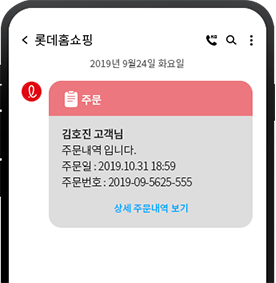 롯데홈쇼핑
2019년 9월24일 화요일
주문
김호진 고객님
주문내역 입니다.
주문일 : 2019.10.31 18:59
주문번호 : 2019-09-5625-555
상세 주문내역 보기